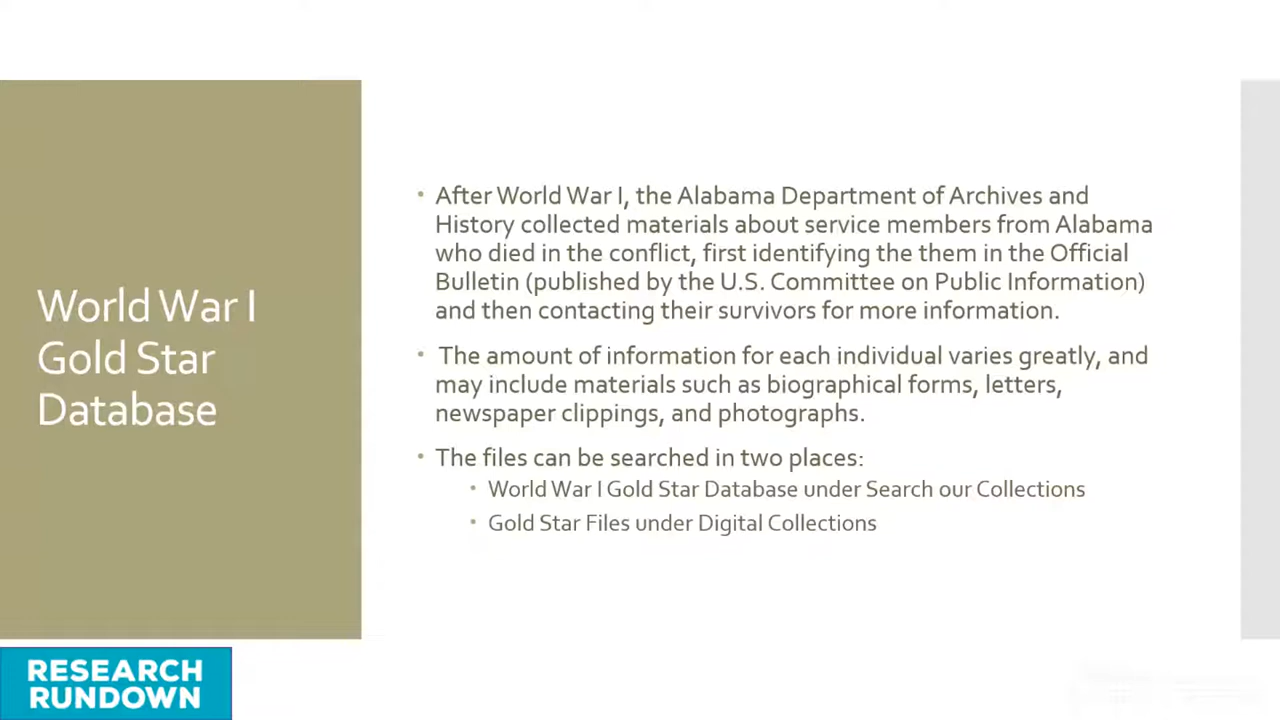 World War I
Gold Star
Database
After World War I, the Alabama Department of Archives and
History collected materials about service members from Alabama
who died in the conflict, first identifying the them in the Official
Bulletin (published by the U.S. Committee on Public Information)
and then contacting their survivors for more information.
The amount of information for each individual varies greatly, and
may include materials such as biographical forms, letters,
newspaper clippings, and photographs.
The files can be searched in two places:
World War I Gold Star Database under Search our Collections
Gold Star Files under Digital Collections
RESEARCH
RUNDOWN